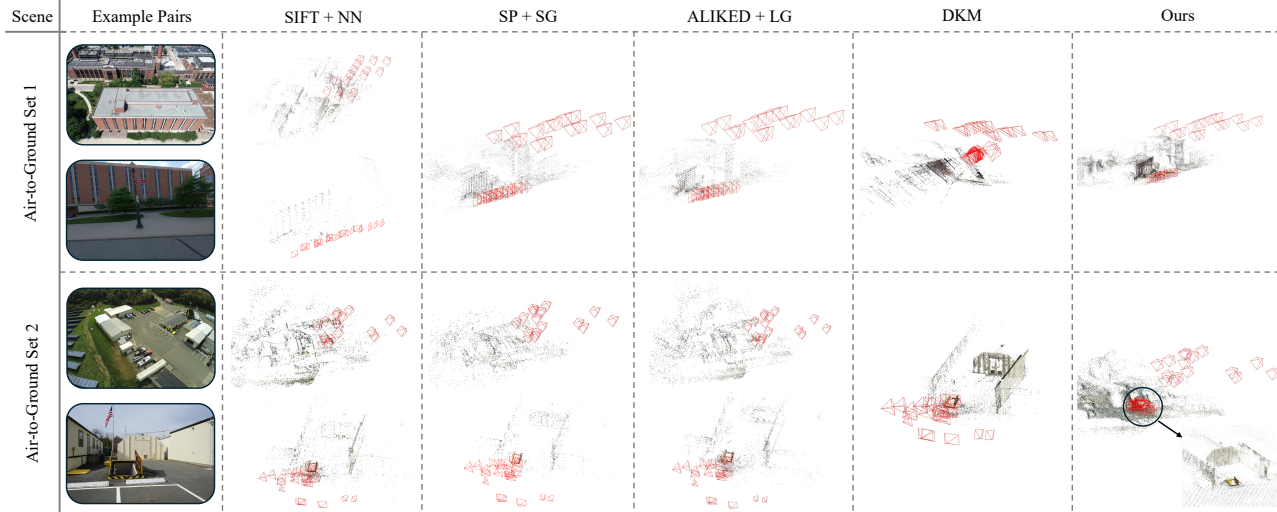 Scene
Example Pairs
SIFT + NN
SP + SG
ALIKED + LG
DKM
Ours
Air-to-Ground Set 1
Air-to-Ground Set 2